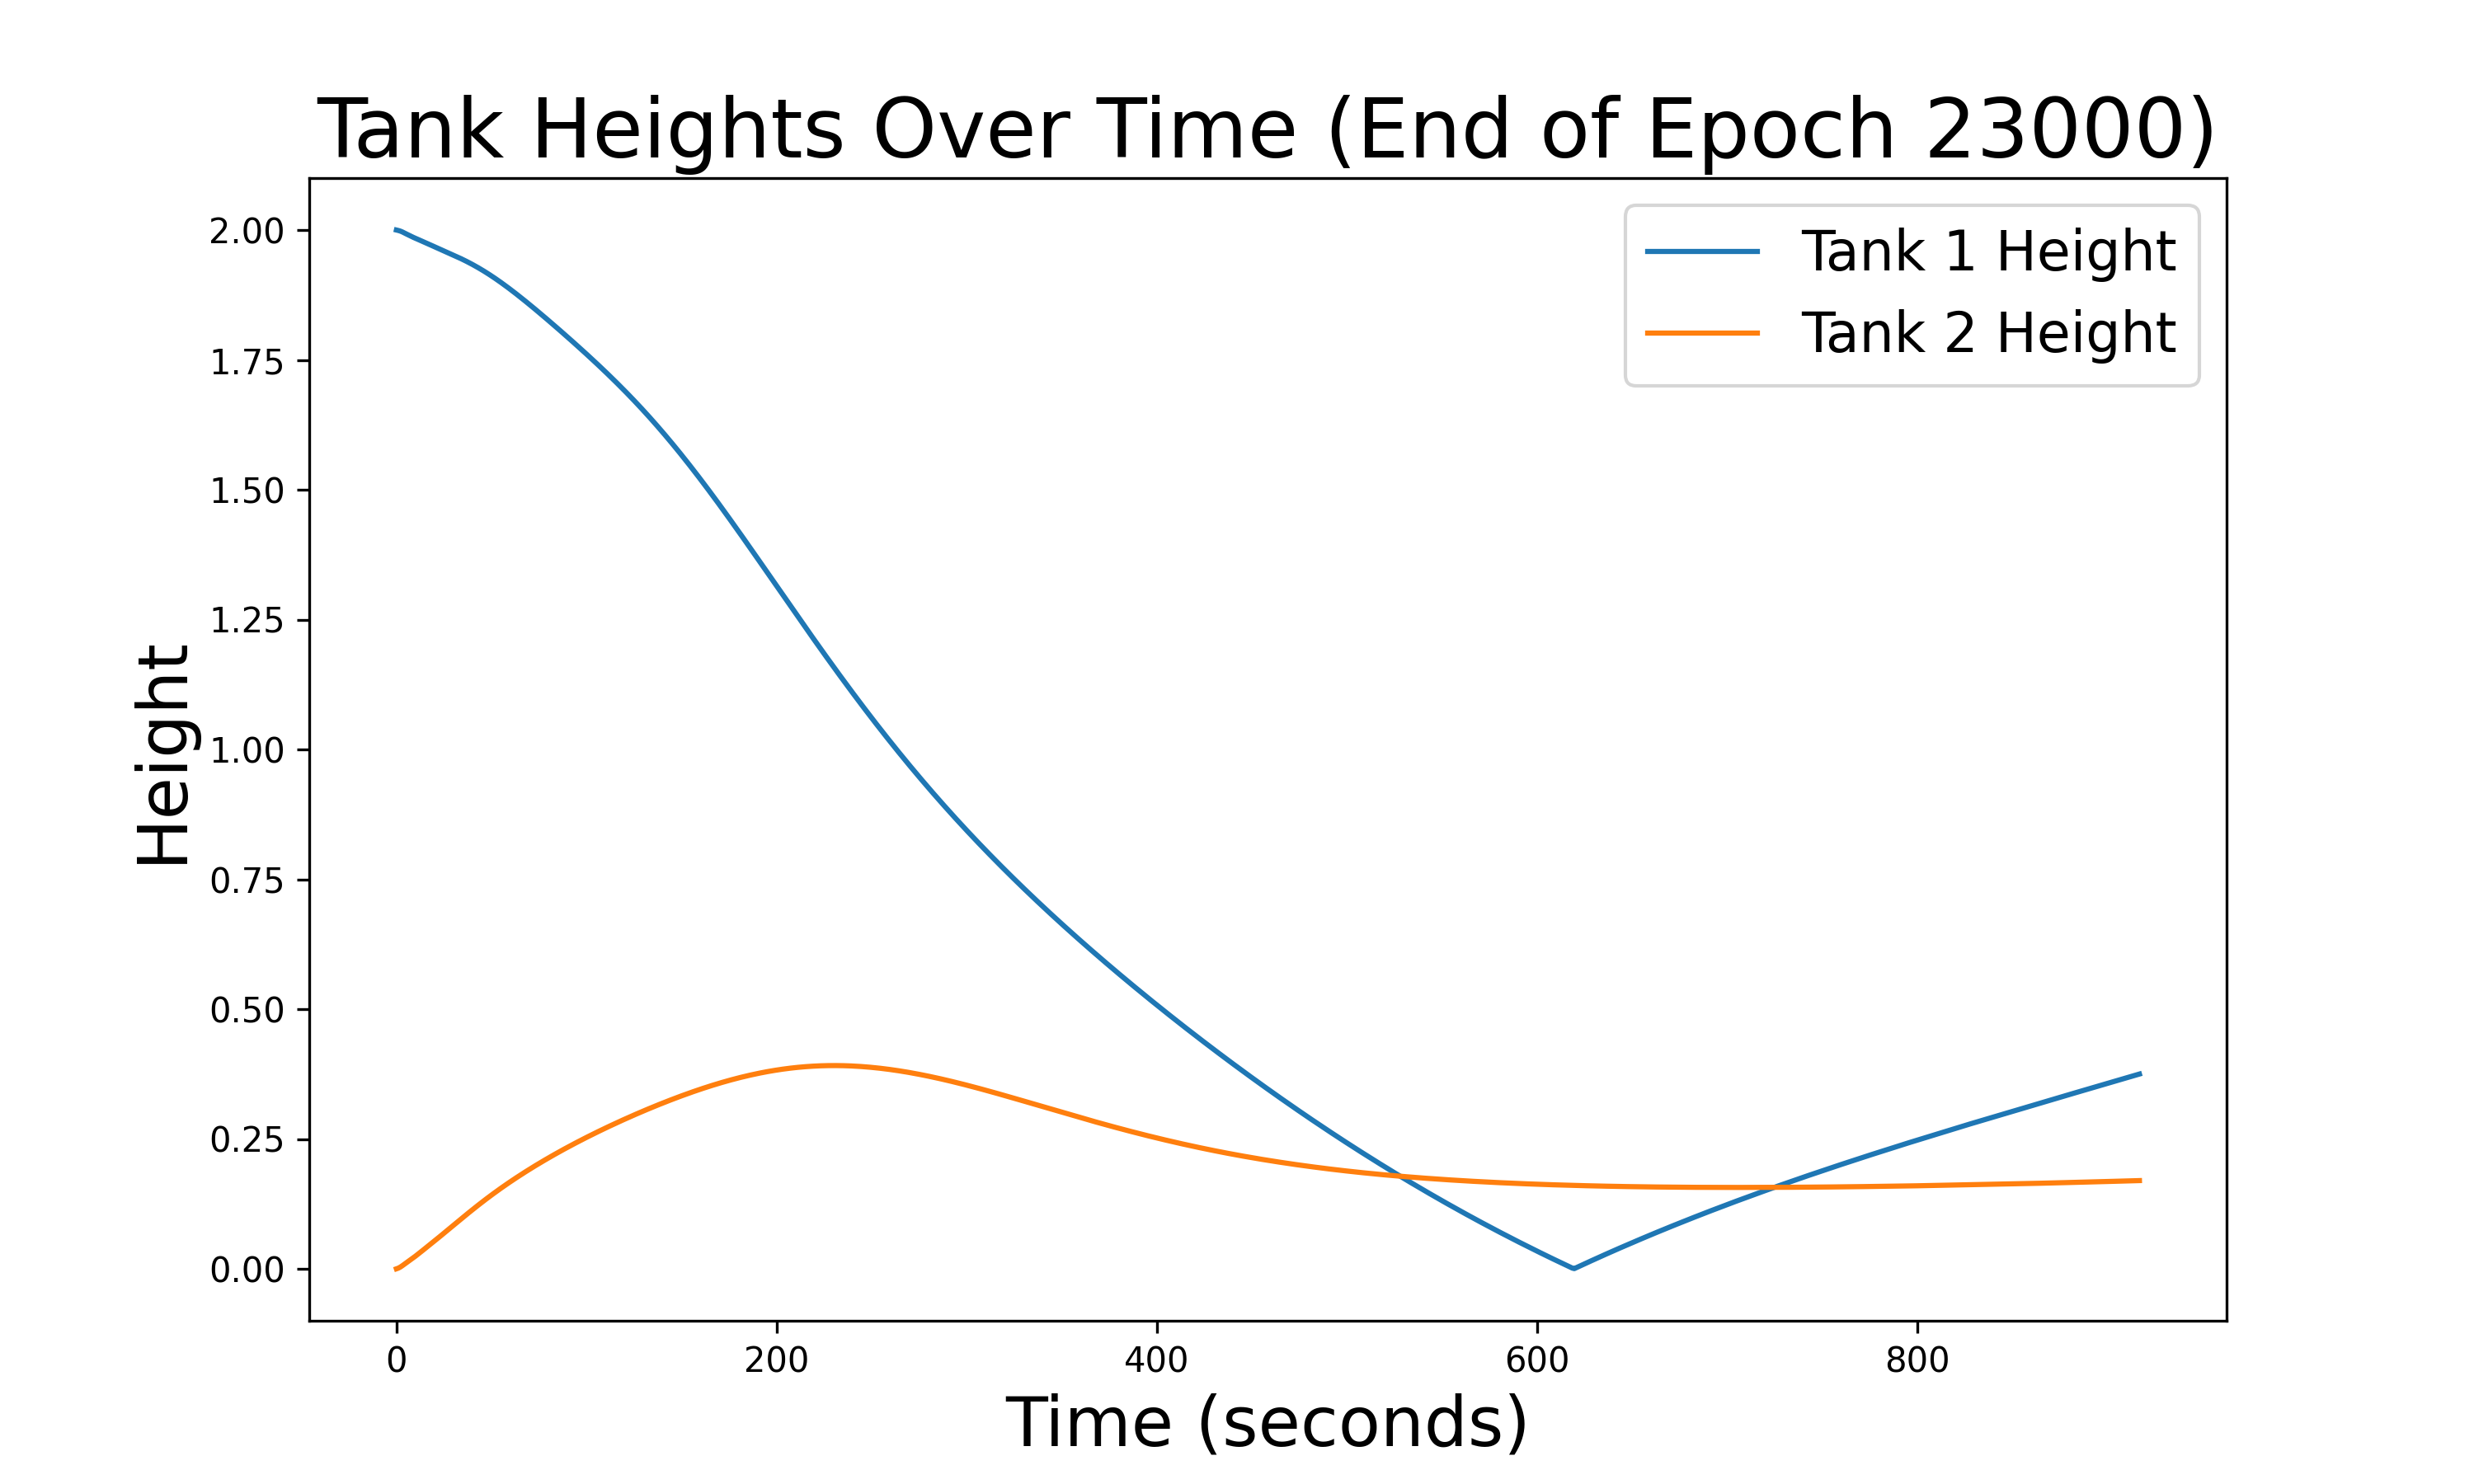 Tank Heights Over Time (End of Epoch 23000)
Tank 1 Height
Tank 2 Height
Height
2.00
1.75
1.50
1.25
1.00
0.75
0.50
0.25
0.00
0 200 400 600 800
Time (seconds)